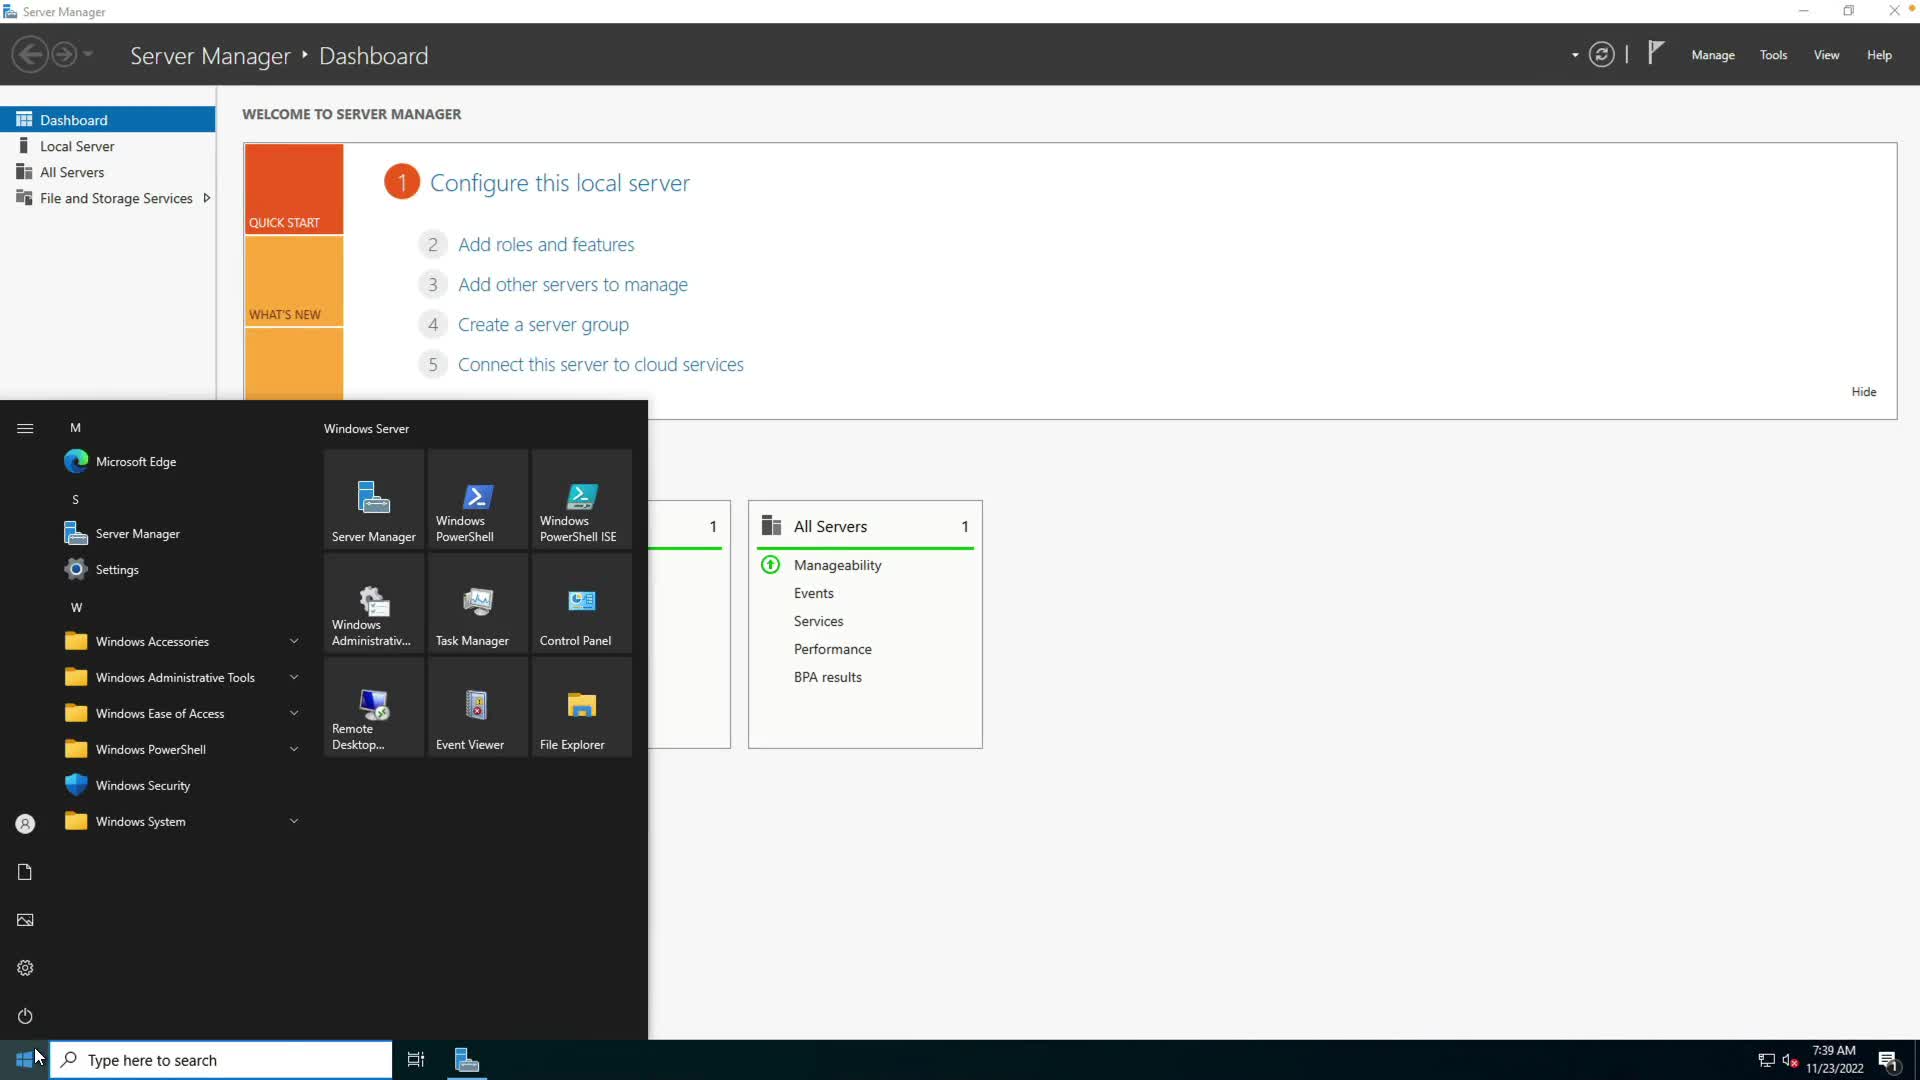 Server Manager
Server Manager ‣ Dashboard
Manage
Tools
View
Help
Dashboard
Local Server
All Servers
File and Storage Services
WELCOME TO SERVER MANAGER
QUICK START
WHAT'S NEW
1 Configure this local server
2 Add roles and features
3 Add other servers to manage
4 Create a server group
5 Connect this server to cloud services
Hide
M
Microsoft Edge
S
Server Manager
Settings
W
Windows Accessories
Windows Administrative Tools
Windows Ease of Access
Windows PowerShell
Windows Security
Windows System
Windows Server
Server Manager
Windows
PowerShell
Windows
PowerShell ISE
Windows
Administrativ...
Task Manager
Control Panel
Remote
Desktop...
Event Viewer
File Explorer
1
All Servers 1
Manageability
Events
Services
Performance
BPA results
Type here to search
7:39 AM
11/23/2022
1